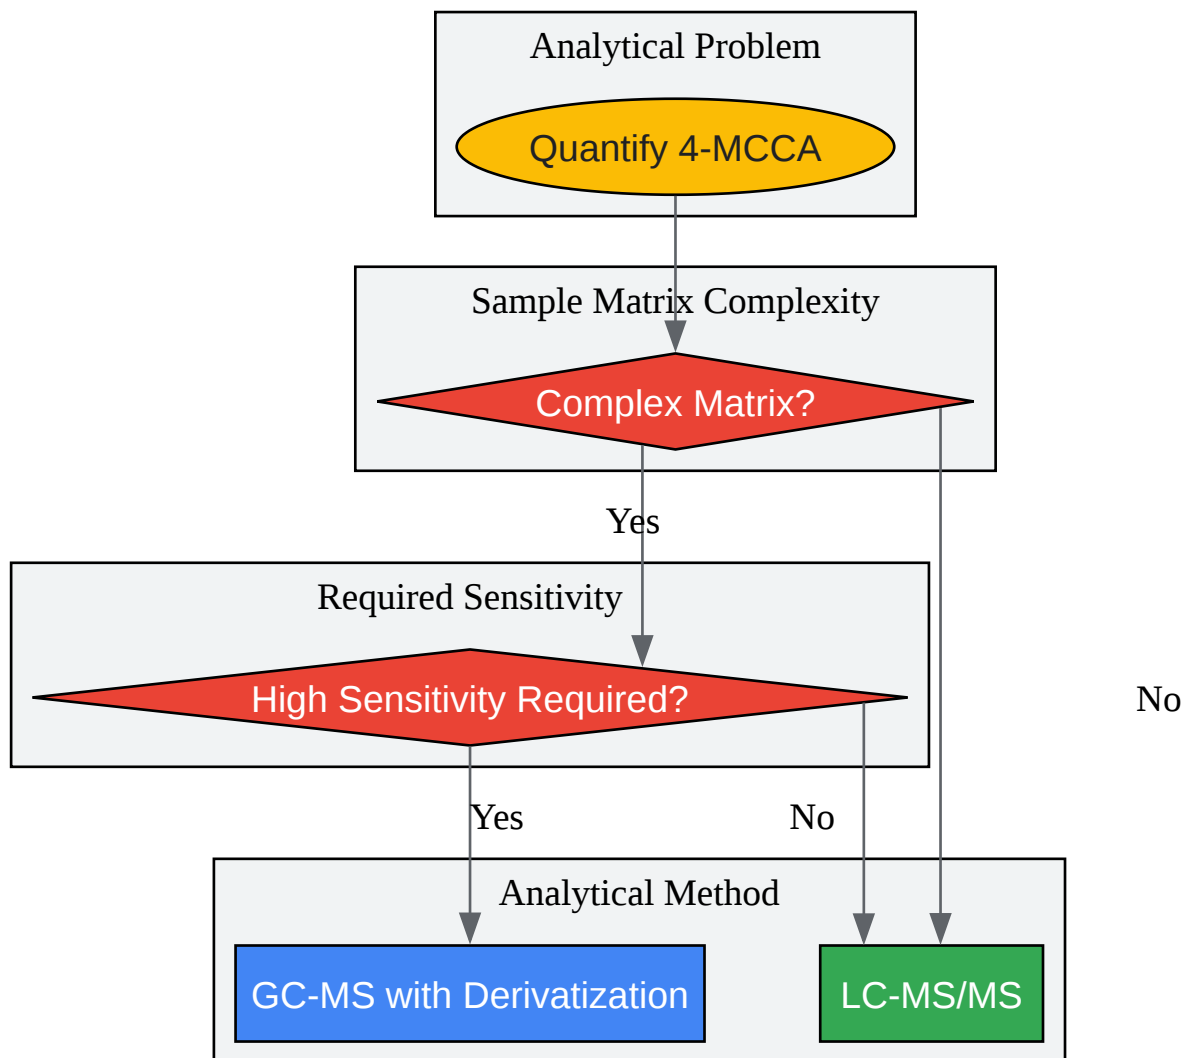 Analytical Problem
Quantify 4-MCCA
Sample Matrix Complexity
Complex Matrix?
Yes
Required Sensitivity
High Sensitivity Required?
No
Yes
No
Analytical Method
GC-MS with Derivatization
LC-MS/MS